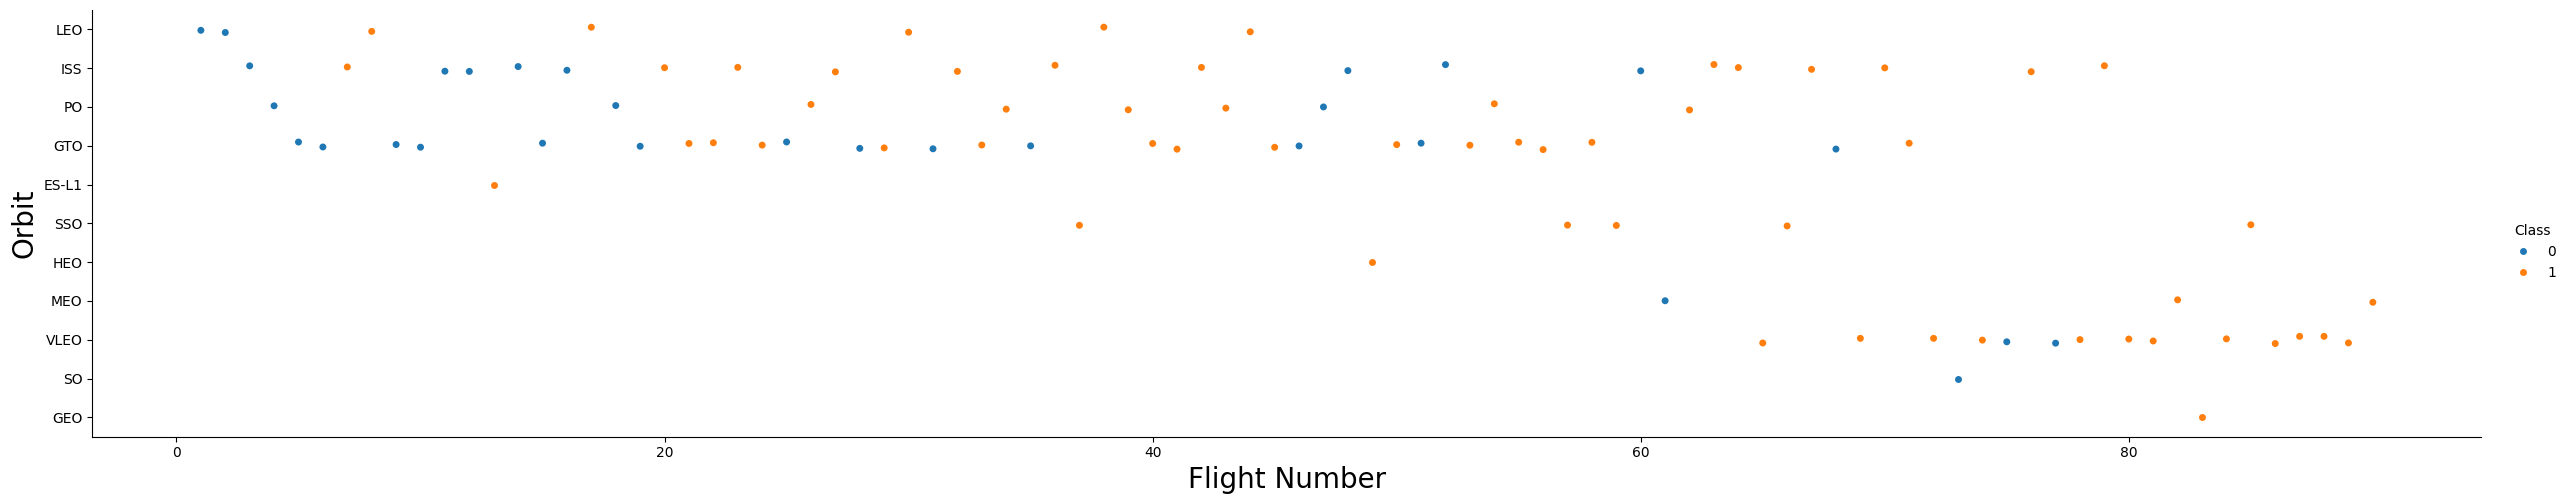 LEO
ISS
PO
GTO
ES-L1
SSO
HEO
MEO
VLEO
SO
GEO
Orbit
0
20
40
60
80
Flight Number
Class
0
1